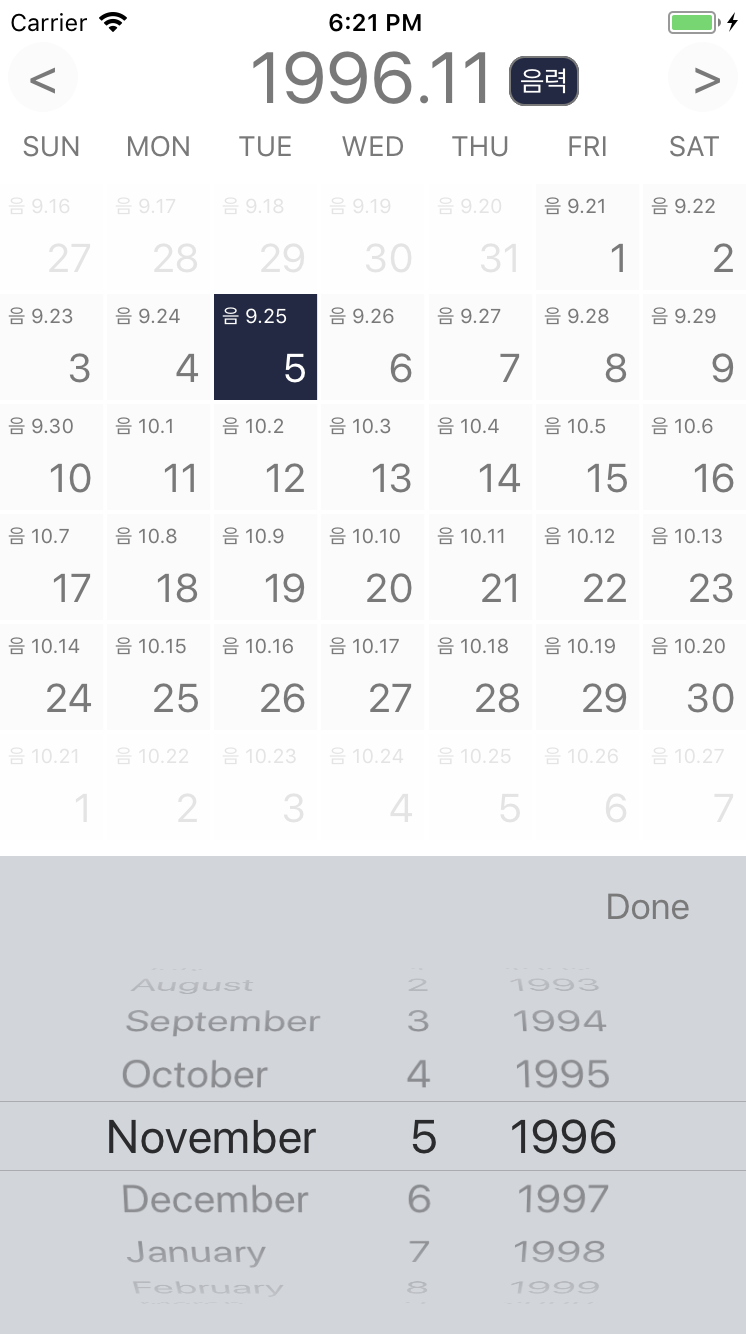 Carrier 6:21 PM
< 1996.11 음력 >
SUN MON TUE WED THU FRI SAT
음 9.16 음 9.17 음 9.18 음 9.19 음 9.20 음 9.21 음 9.22
27 28 29 30 31 1 2
음 9.23 음 9.24 음 9.25 음 9.26 음 9.27 음 9.28 음 9.29
3 4 5 6 7 8 9
음 9.30 음 10.1 음 10.2 음 10.3 음 10.4 음 10.5 음 10.6
10 11 12 13 14 15 16
음 10.7 음 10.8 음 10.9 음 10.10 음 10.11 음 10.12 음 10.13
17 18 19 20 21 22 23
음 10.14 음 10.15 음 10.16 음 10.17 음 10.18 음 10.19 음 10.20
24 25 26 27 28 29 30
음 10.21 음 10.22 음 10.23 음 10.24 음 10.25 음 10.26 음 10.27
1 2 3 4 5 6 7
Done
August 2 1993
September 3 1994
October 4 1995
November 5 1996
December 6 1997
January 7 1998
February 8 1999